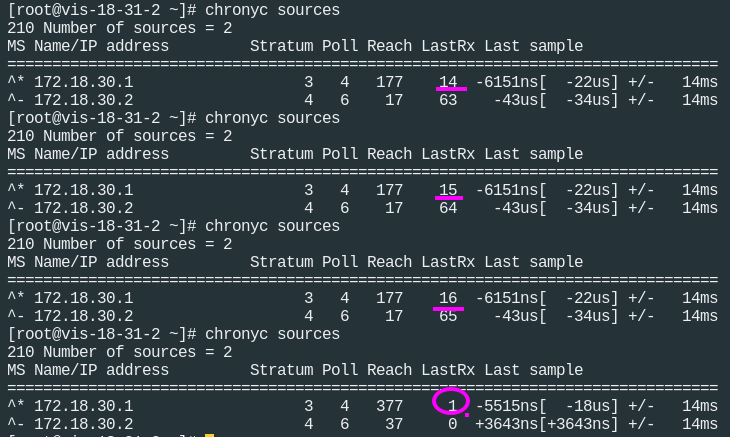 [root@vis-18-31-2 ~]# chronyc sources
210 Number of sources = 2
MS Name/IP address         Stratum Poll Reach LastRx Last sample
===============================================================================
^* 172.18.30.1                   3   4   177    14  -6151ns[  -22us] +/-   14ms
^- 172.18.30.2                   4   6    17    63    -43us[  -34us] +/-   14ms
[root@vis-18-31-2 ~]# chronyc sources
210 Number of sources = 2
MS Name/IP address         Stratum Poll Reach LastRx Last sample
===============================================================================
^* 172.18.30.1                   3   4   177    15  -6151ns[  -22us] +/-   14ms
^- 172.18.30.2                   4   6    17    64    -43us[  -34us] +/-   14ms
[root@vis-18-31-2 ~]# chronyc sources
210 Number of sources = 2
MS Name/IP address         Stratum Poll Reach LastRx Last sample
===============================================================================
^* 172.18.30.1                   3   4   177    16  -6151ns[  -22us] +/-   14ms
^- 172.18.30.2                   4   6    17    65    -43us[  -34us] +/-   14ms
[root@vis-18-31-2 ~]# chronyc sources
210 Number of sources = 2
MS Name/IP address         Stratum Poll Reach LastRx Last sample
===============================================================================
^* 172.18.30.1                   3   4   377     1  -5515ns[  -18us] +/-   14ms
^- 172.18.30.2                   4   6    37     0  +3643ns[+3643ns] +/-   14ms
[root@vis-18-31-2 ~]#